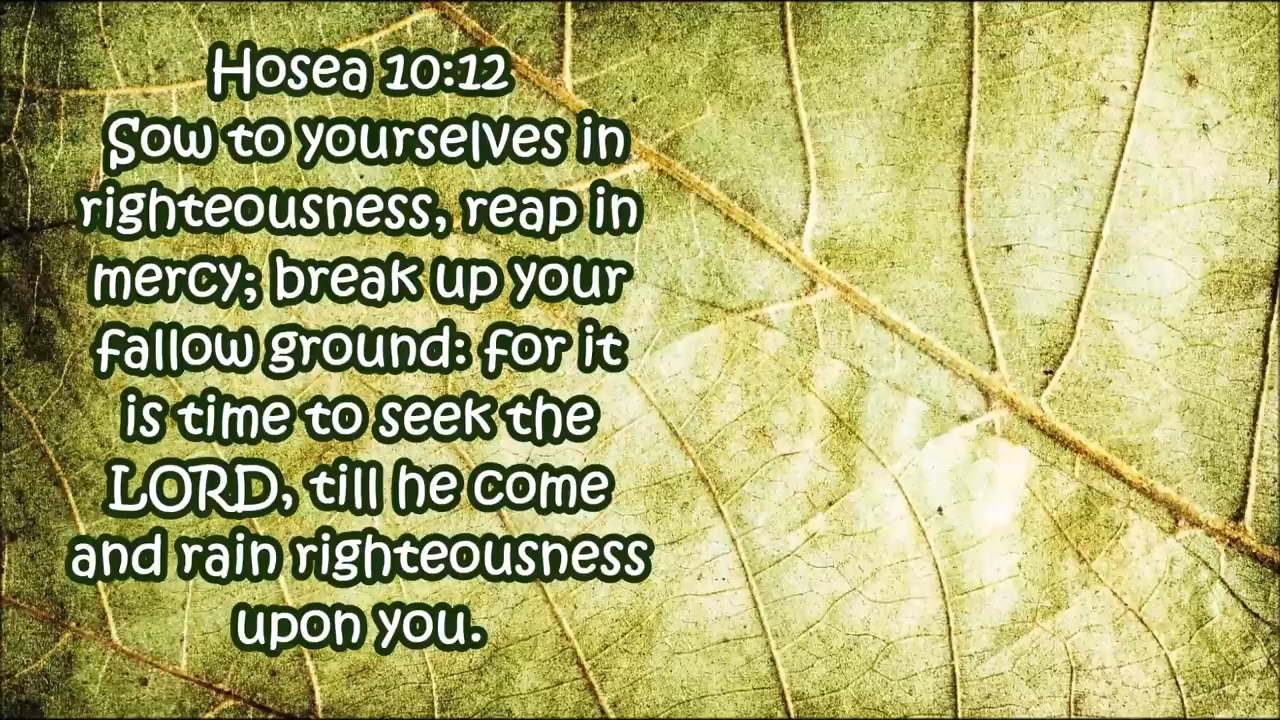 Hosea 10:12
Sow to yourselves in
righteousness, reap in
mercy; break up your
fallow ground: for it
is time to seek the
LORD, till he come
and rain righteousness
upon you.